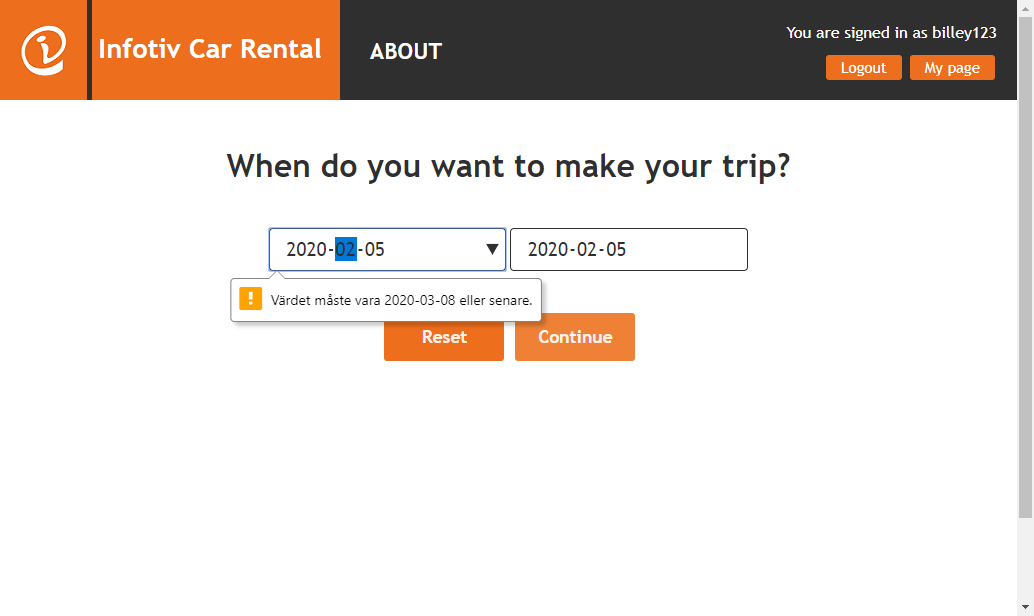 You are signed in as billey123
Infotiv Car Rental
ABOUT
Logout
My page
When do you want to make your trip?
2020-02-05
2020-02-05
Värdet måste vara 2020-03-08 eller senare.
Reset
Continue